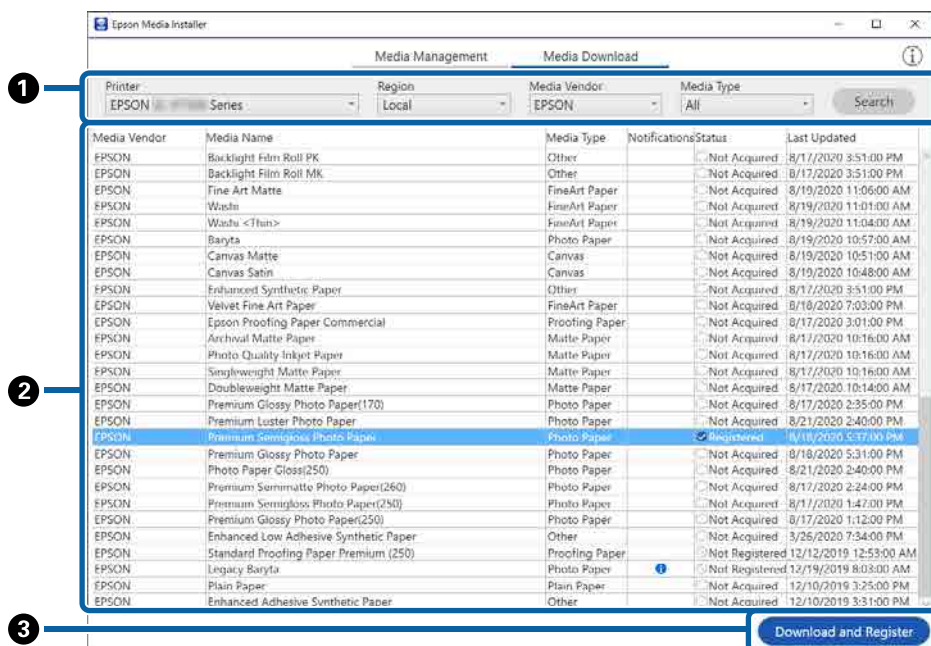 Epson Media Installer
Media Management Media Download
1
Printer Region Media Vendor Media Type
EPSON Series Local EPSON All Search
2
Media Vendor Media Name Media Type Notifications Status Last Updated
EPSON Backlight Film Roll PK Other Not Acquired 8/17/2020 3:51:00 PM
EPSON Backlight Film Roll MK Other Not Acquired 8/17/2020 3:51:00 PM
EPSON Fine Art Matte FineArt Paper Not Acquired 8/19/2020 11:06:00 AM
EPSON Washi FineArt Paper Not Acquired 8/19/2020 11:01:00 AM
EPSON Washi <Thin> FineArt Paper Not Acquired 8/19/2020 11:04:00 AM
EPSON Baryta Photo Paper Not Acquired 8/19/2020 10:57:00 AM
EPSON Canvas Matte Canvas Not Acquired 8/19/2020 10:51:00 AM
EPSON Canvas Satin Canvas Not Acquired 8/19/2020 10:48:00 AM
EPSON Enhanced Synthetic Paper Other Not Acquired 8/17/2020 3:51:00 PM
EPSON Velvet Fine Art Paper FineArt Paper Not Acquired 8/18/2020 7:03:00 PM
EPSON Epson Proofing Paper Commercial Proofing Paper Not Acquired 8/17/2020 3:01:00 PM
EPSON Archival Matte Paper Matte Paper Not Acquired 8/17/2020 10:16:00 AM
EPSON Photo Quality Inkjet Paper Matte Paper Not Acquired 8/17/2020 10:16:00 AM
EPSON Singleweight Matte Paper Matte Paper Not Acquired 8/17/2020 10:16:00 AM
EPSON Doubleweight Matte Paper Matte Paper Not Acquired 8/17/2020 10:14:00 AM
EPSON Premium Glossy Photo Paper(170) Photo Paper Not Acquired 8/17/2020 2:35:00 PM
EPSON Premium Luster Photo Paper Photo Paper Not Acquired 8/21/2020 2:40:00 PM
EPSON Premium Semigloss Photo Paper Photo Paper Registered 8/18/2020 5:37:00 PM
EPSON Premium Glossy Photo Paper Photo Paper Not Acquired 8/18/2020 5:31:00 PM
EPSON Photo Paper Gloss(250) Photo Paper Not Acquired 8/21/2020 2:40:00 PM
EPSON Premium Semimatte Photo Paper(260) Photo Paper Not Acquired 8/17/2020 2:24:00 PM
EPSON Premium Semigloss Photo Paper(250) Photo Paper Not Acquired 8/17/2020 1:47:00 PM
EPSON Premium Glossy Photo Paper(250) Photo Paper Not Acquired 8/17/2020 1:12:00 PM
EPSON Enhanced Low Adhesive Synthetic Paper Other Not Acquired 3/26/2020 7:34:00 PM
EPSON Standard Proofing Paper Premium (250) Proofing Paper Not Registered 12/12/2019 12:53:00 AM
EPSON Legacy Baryta Photo Paper Not Registered 12/19/2019 8:03:00 AM
EPSON Plain Paper Plain Paper Not Acquired 12/10/2019 3:25:00 PM
EPSON Enhanced Adhesive Synthetic Paper Other Not Acquired 12/10/2019 3:31:00 PM
3
Download and Register